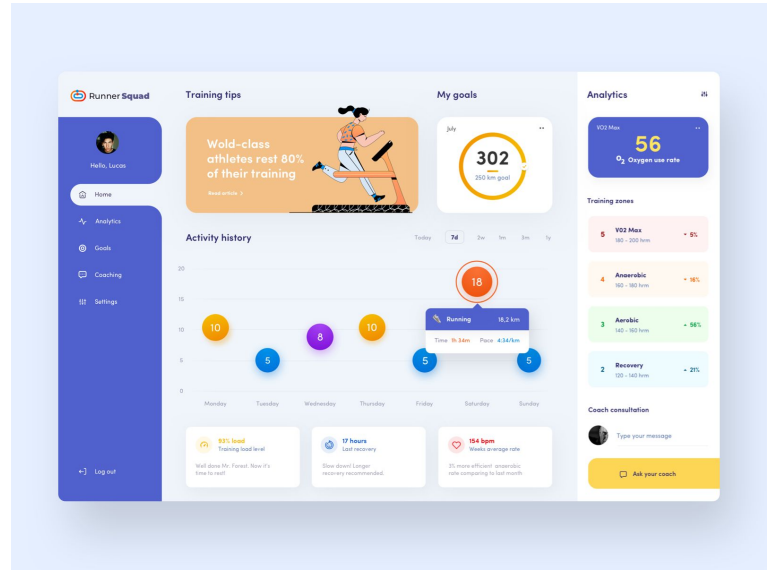 Runner Squad
Hello, Lucas
Home
Analytics
Goals
Coaching
Settings
Log out
Training tips
Wold-class
athletes rest 80%
of their training
Read article >
My goals
July
302
250 km goal
Activity history
Today 7d 2w 1m 3m 1y
20
15
10
5
0
10
5
8
10
5
18
5
Running 18,2 km
Time 1h 34m Pace 4:34/km
Monday Tuesday Wednesday Thursday Friday Saturday Sunday
93% load
Training load level
Well done Mr. Forest. Now it's
time to rest!
17 hours
Last recovery
Slow down! Longer
recovery recommended.
154 bpm
Weeks average rate
3% more efficient anaerobic
rate comparing to last month
Analytics
VO2 Max
56
O2 Oxygen use rate
Training zones
5 V02 Max 5%
180 - 200 hrm
4 Anaerobic 16%
160 - 180 hrm
3 Aerobic 56%
140 - 160 hrm
2 Recovery 21%
120 - 140 hrm
Coach consultation
Type your message
Ask your coach